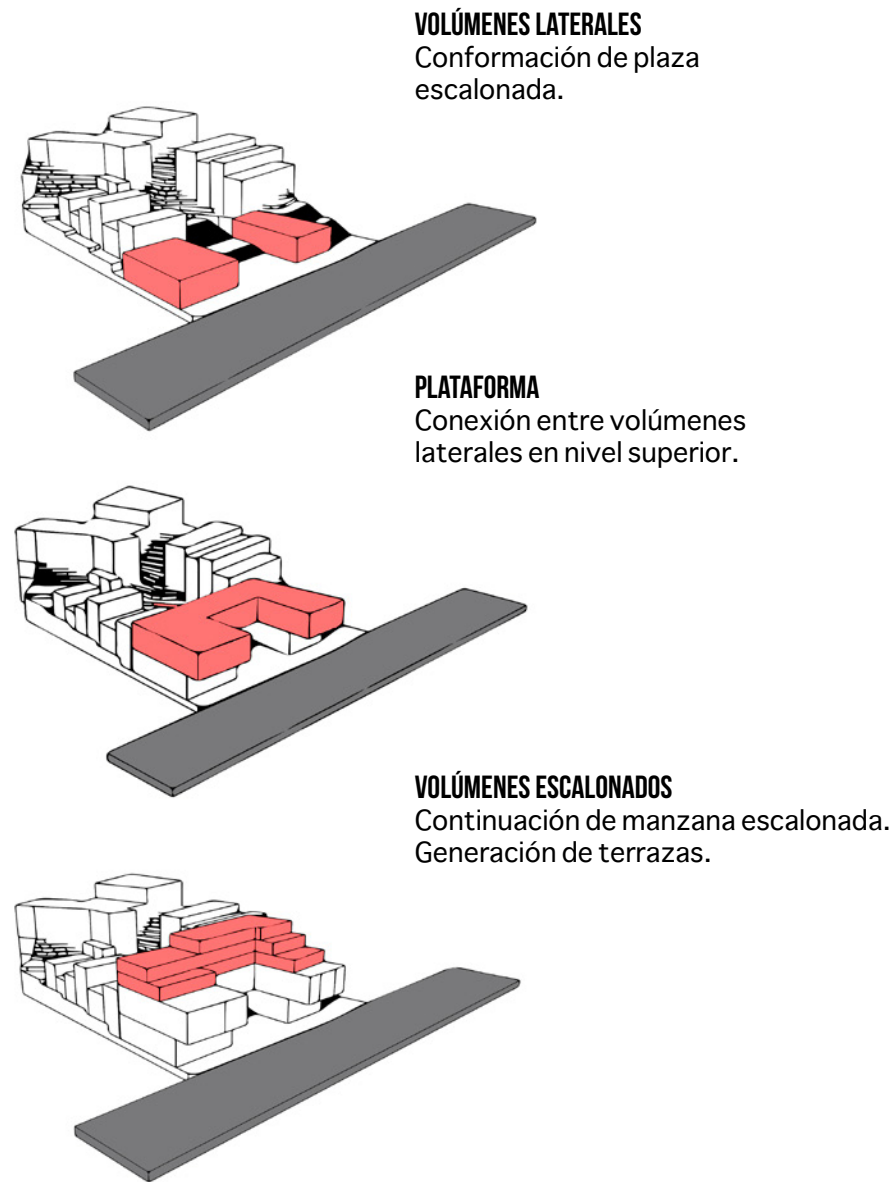 VOLÚMENES LATERALES
Conformación de plaza
escalonada.
PLATAFORMA
Conexión entre volúmenes
laterales en nivel superior.
VOLÚMENES ESCALONADOS
Continuación de manzana escalonada.
Generación de terrazas.